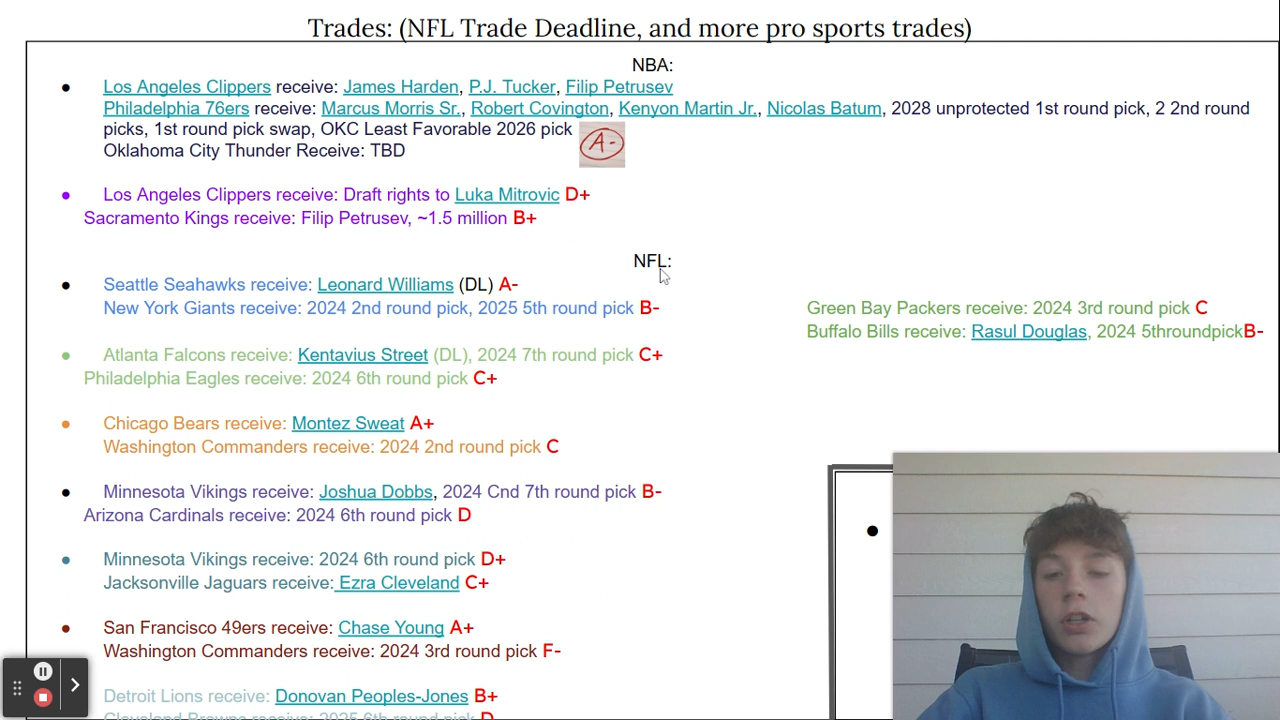 Trades: (NFL Trade Deadline, and more pro sports trades)
NBA:
Los Angeles Clippers receive: James Harden, P.J. Tucker, Filip Petrusev
Philadelphia 76ers receive: Marcus Morris Sr., Robert Covington, Kenyon Martin Jr., Nicolas Batum, 2028 unprotected 1st round pick, 2 2nd round
picks, 1st round pick swap, OKC Least Favorable 2026 pick
A-
Oklahoma City Thunder Receive: TBD
Los Angeles Clippers receive: Draft rights to Luka Mitrovic D+
Sacramento Kings receive: Filip Petrusev, ~1.5 million B+
NFL:
Seattle Seahawks receive: Leonard Williams (DL) A-
New York Giants receive: 2024 2nd round pick, 2025 5th round pick B-
Atlanta Falcons receive: Kentavius Street (DL), 2024 7th round pick C+
Philadelphia Eagles receive: 2024 6th round pick C+
Chicago Bears receive: Montez Sweat A+
Washington Commanders receive: 2024 2nd round pick C
Minnesota Vikings receive: Joshua Dobbs, 2024 Cnd 7th round pick B-
Arizona Cardinals receive: 2024 6th round pick D
Minnesota Vikings receive: 2024 6th round pick D+
Jacksonville Jaguars receive: Ezra Cleveland C+
San Francisco 49ers receive: Chase Young A+
Washington Commanders receive: 2024 3rd round pick F-
Detroit Lions receive: Donovan Peoples-Jones B+
Cleveland Browns receive: 2025 6th round pick D
Green Bay Packers receive: 2024 3rd round pick C
Buffalo Bills receive: Rasul Douglas, 2024 5throundpickB-